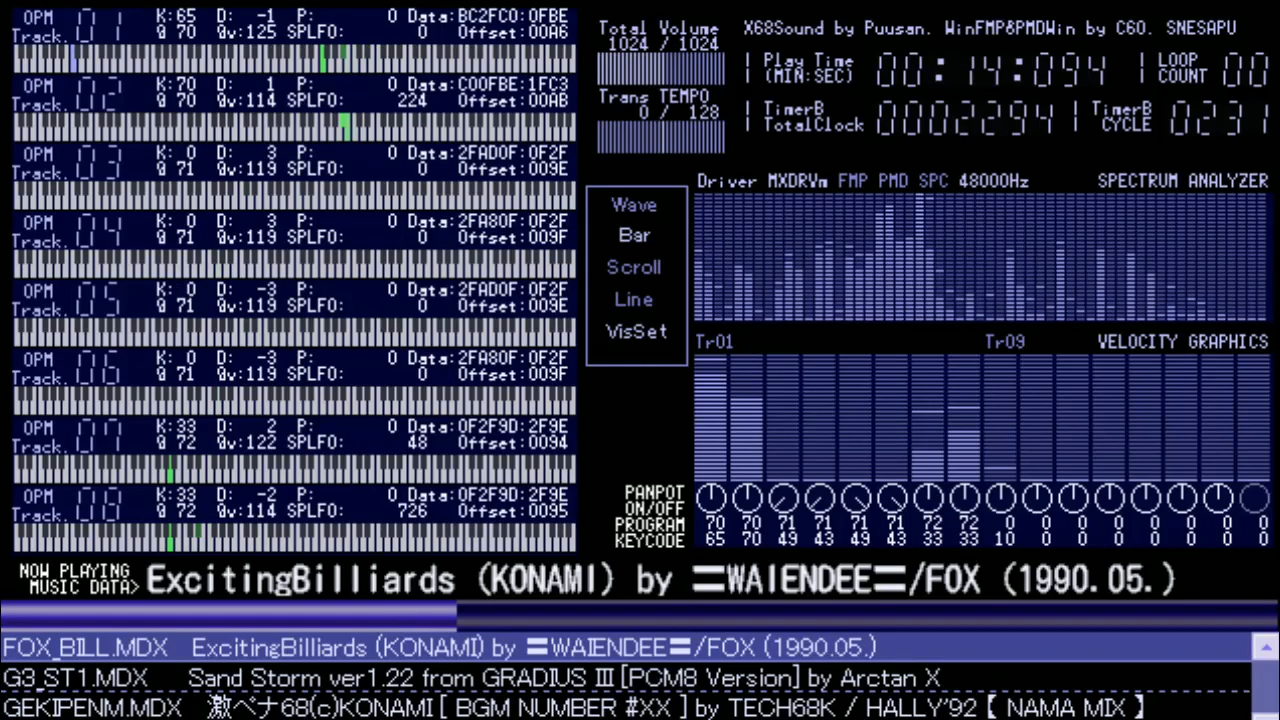 OPM K: 65 D: -1 P: 0 Data:BC2FC0:0FBE
Track. 01 @ 70 @v:125 SPLFO: 0 Offset:00A6
OPM K: 70 D: 1 P: 0 Data:C00FBE:1FC3
Track. 02 @ 70 @v:114 SPLFO: 224 Offset:00AB
OPM K: 0 D: 3 P: 0 Data:2FAD0F:0F2F
Track. 03 @ 71 @v:119 SPLFO: 0 Offset:009E
OPM K: 0 D: 3 P: 0 Data:2FA80F:0F2F
Track. 04 @ 71 @v:119 SPLFO: 0 Offset:009F
OPM K: 0 D: -3 P: 0 Data:2FAD0F:0F2F
Track. 05 @ 71 @v:119 SPLFO: 0 Offset:009E
OPM K: 0 D: -3 P: 0 Data:2FA80F:0F2F
Track. 06 @ 71 @v:119 SPLFO: 0 Offset:009F
OPM K: 33 D: 2 P: 0 Data:0F2F9D:2F9E
Track. 07 @ 72 @v:122 SPLFO: 48 Offset:0094
OPM K: 33 D: -2 P: 0 Data:0F2F9D:2F9E
Track. 08 @ 72 @v:114 SPLFO: 726 Offset:0095
Total Volume
1024 / 1024
Trans TEMPO
0 / 128
X68Sound by Puusan. WinFMP&PMDWin by C60. SNESAPU
Play Time (MIN:SEC) 00:14:094 LOOP COUNT 00
TimerB TotalClock 0002294 TimerB CYCLE 0231
Driver MXDRVm FMP PMD SPC 48000Hz SPECTRUM ANALYZER
Wave
Bar
Scroll
Line
VisSet
Tr01 Tr09 VELOCITY GRAPHICS
PANPOT
ON/OFF
PROGRAM 70 70 71 71 71 71 72 72 0 0 0 0 0 0 0 0
KEYCODE 65 70 49 43 49 43 33 33 10 0 0 0 0 0 0 0
NOW PLAYING
MUSIC DATA> ExcitingBilliards (KONAMI) by 〓WAIENDEE〓/FOX (1990.05.)
FOX_BILL.MDX ExcitingBilliards (KONAMI) by 〓WAIENDEE〓/FOX (1990.05.)
G3_ST1.MDX Sand Storm ver1.22 from GRADIUS Ⅲ [PCM8 Version] by Arctan X
GEKIPENM.MDX 激ペナ68(c)KONAMI [ BGM NUMBER #XX ] by TECH68K / HALLY'92 【 NAMA MIX 】